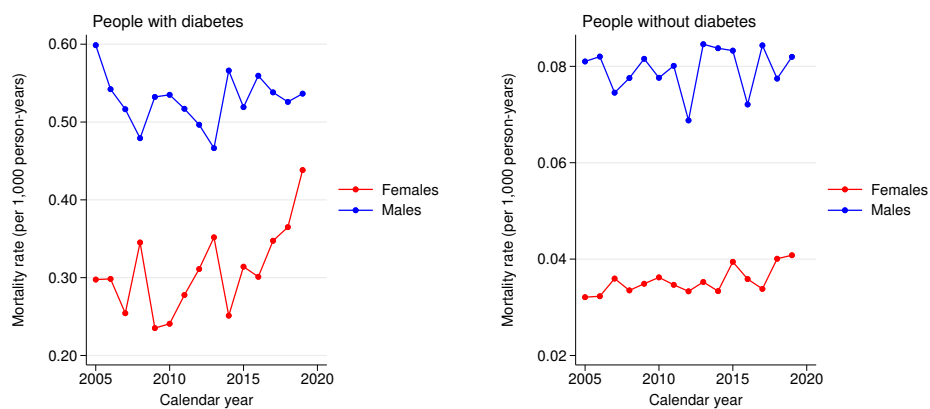 People with diabetes
Mortality rate (per 1,000 person-years)
0.60
0.50
0.40
0.30
0.20
2005 2010 2015 2020
Calendar year
Females
Males
People without diabetes
Mortality rate (per 1,000 person-years)
0.08
0.06
0.04
0.02
2005 2010 2015 2020
Calendar year
Females
Males